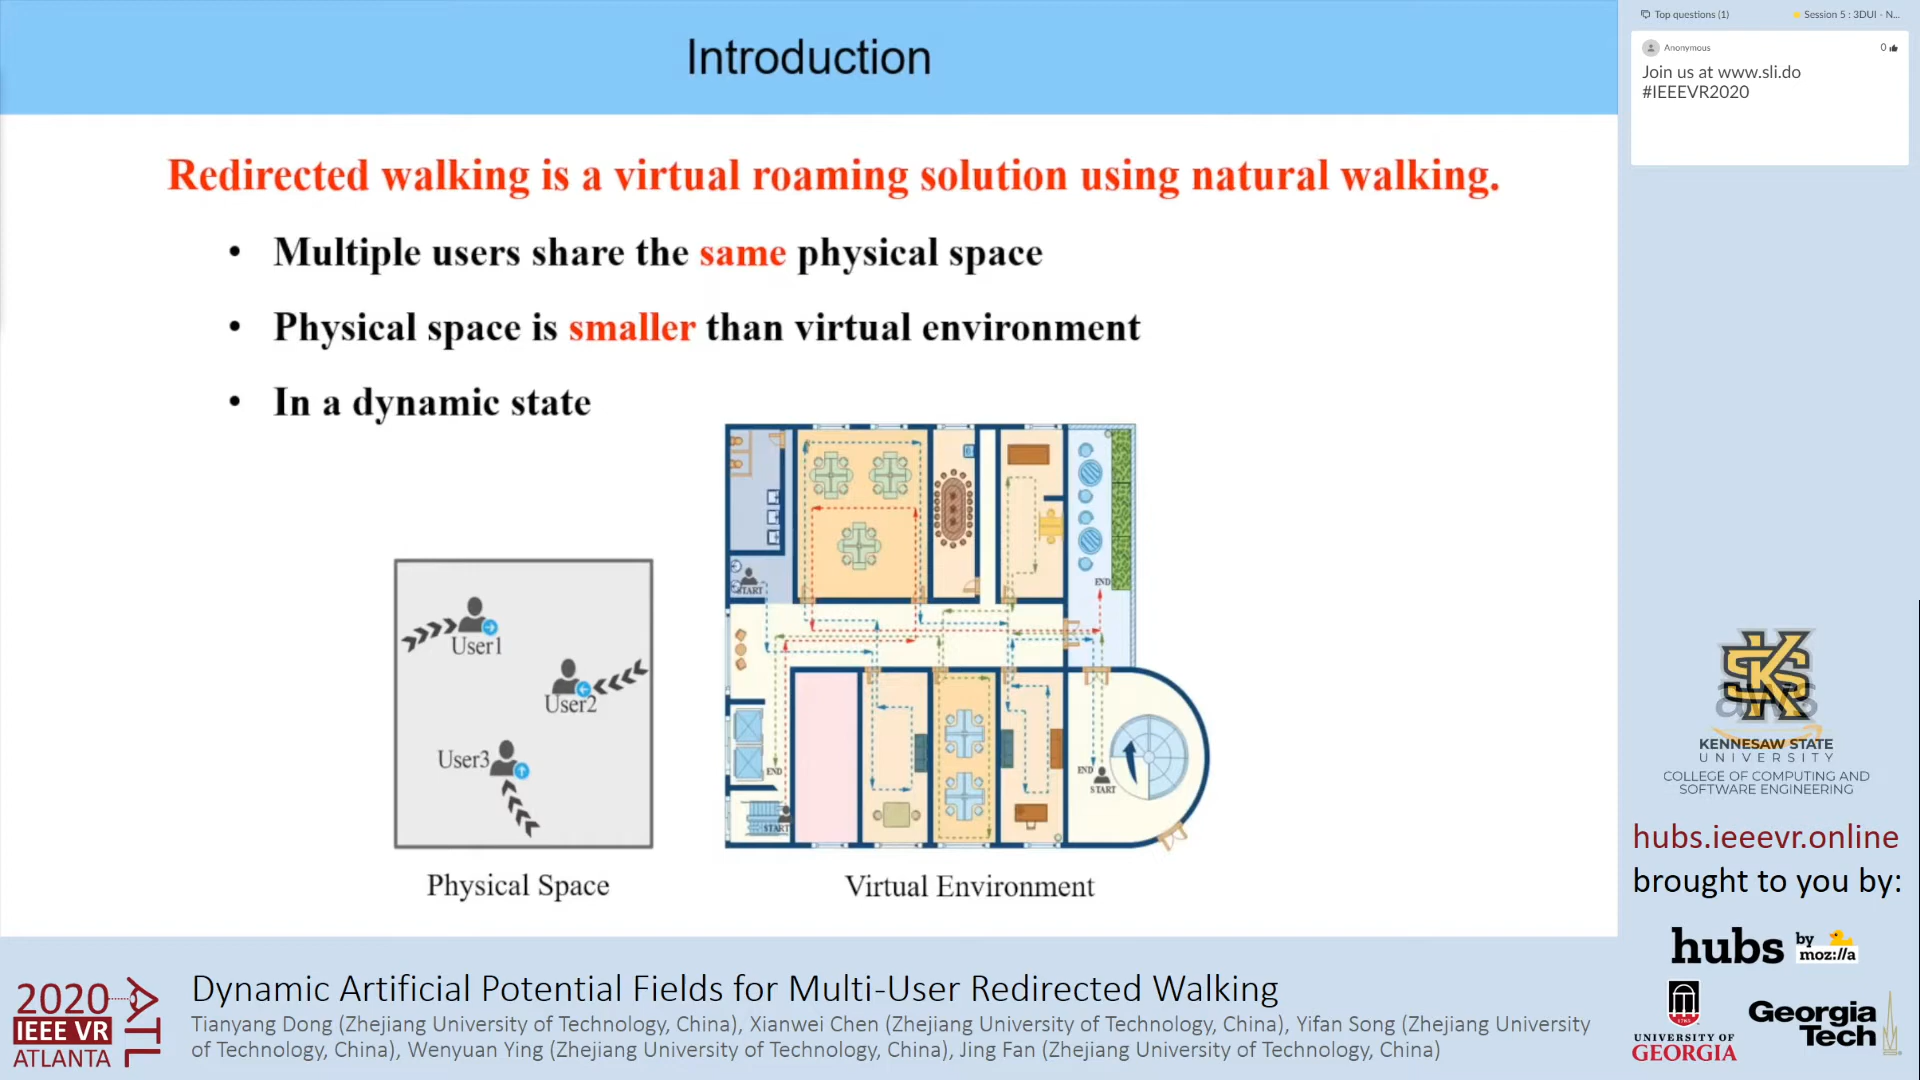 Introduction
Redirected walking is a virtual roaming solution using natural walking.
• Multiple users share the same physical space
• Physical space is smaller than virtual environment
• In a dynamic state
User1
User2
User3
Physical Space
START
END
END
START
END
START
Virtual Environment
Top questions (1)
Session 5 : 3DUI - N...
Anonymous
0
Join us at www.sli.do
#IEEEVR2020
KENNESAW STATE
UNIVERSITY
COLLEGE OF COMPUTING AND
SOFTWARE ENGINEERING
hubs.ieeevr.online
brought to you by:
hubs by
moz://a
UNIVERSITY OF
GEORGIA
Georgia
Tech
2020
IEEE VR
ATLANTA
ATL
Dynamic Artificial Potential Fields for Multi-User Redirected Walking
Tianyang Dong (Zhejiang University of Technology, China), Xianwei Chen (Zhejiang University of Technology, China), Yifan Song (Zhejiang University
of Technology, China), Wenyuan Ying (Zhejiang University of Technology, China), Jing Fan (Zhejiang University of Technology, China)